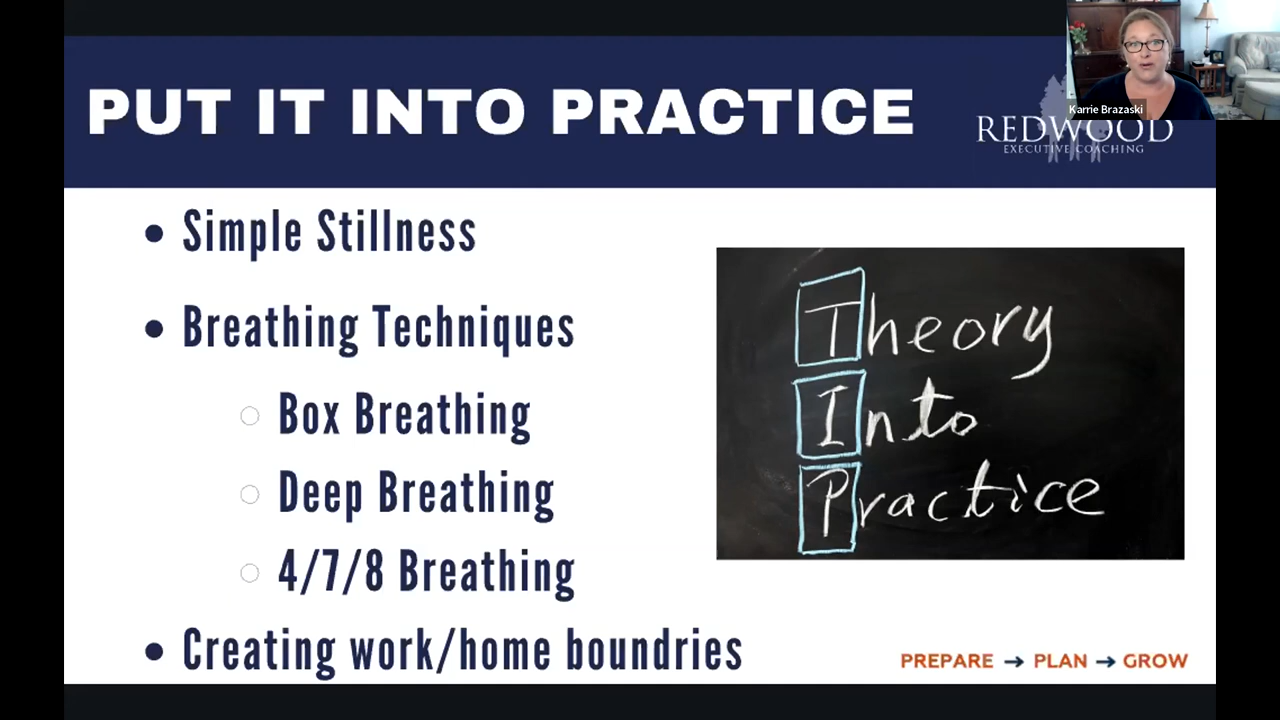 PUT IT INTO PRACTICE
Karrie Brazaski
REDWOOD
EXECUTIVE COACHING
• Simple Stillness
• Breathing Techniques
○ Box Breathing
○ Deep Breathing
○ 4/7/8 Breathing
• Creating work/home boundries
Theory
Into
Practice
PREPARE → PLAN → GROW